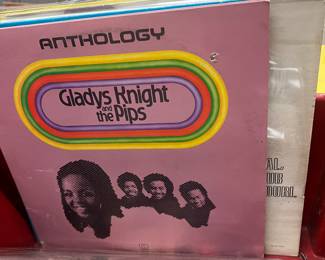 ANTHOLOGY
Gladys Knight
and
the Pips